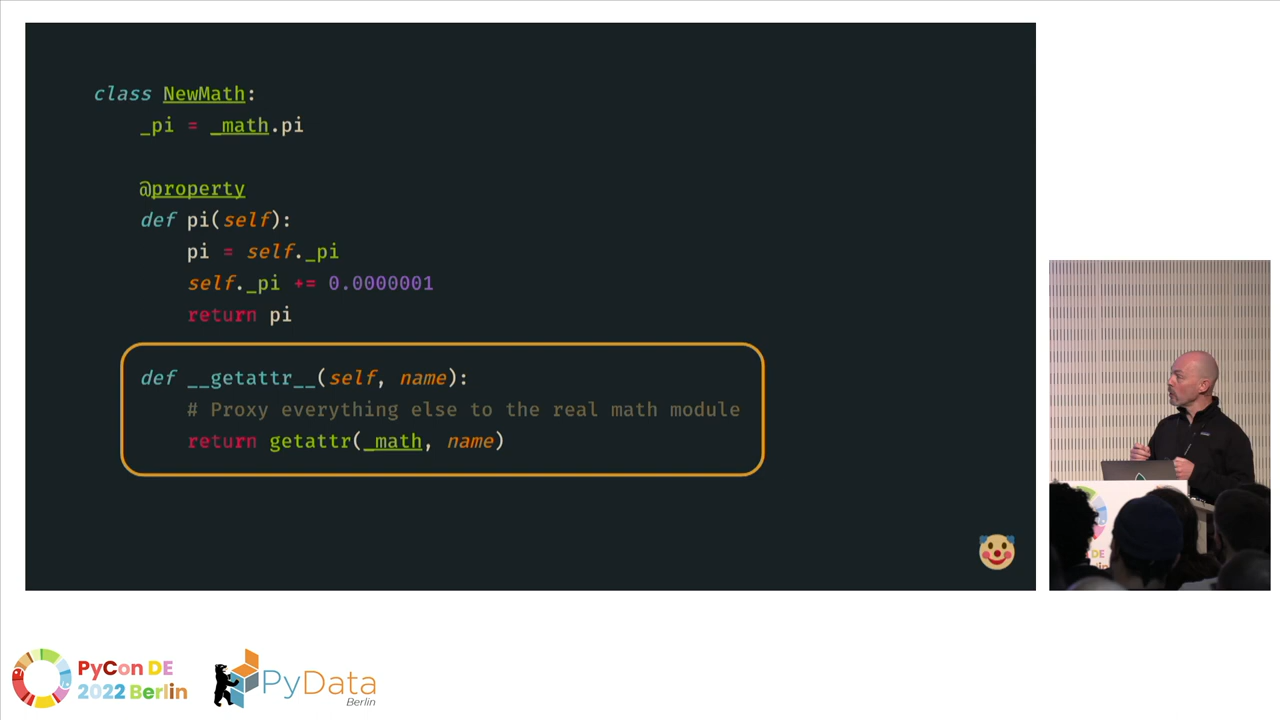 class NewMath:
    _pi = _math.pi

    @property
    def pi(self):
        pi = self._pi
        self._pi += 0.0000001
        return pi

    def __getattr__(self, name):
        # Proxy everything else to the real math module
        return getattr(_math, name)
PyCon DE
2022 Berlin
PyData
Berlin